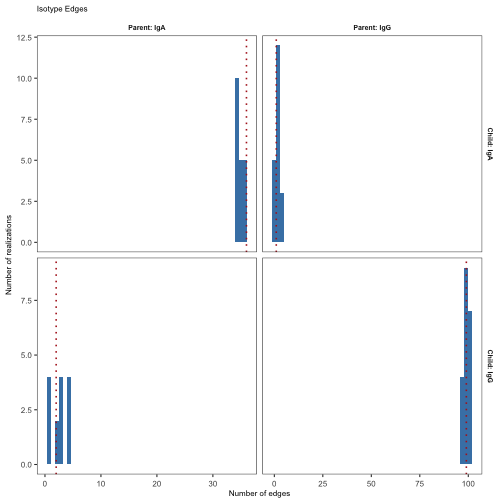 Isotype Edges
Parent: IgA
Parent: IgG
12.5
10.0
7.5
5.0
2.5
0.0
Child: IgA
7.5
5.0
2.5
0.0
Child: IgG
Number of realizations
0 10 20 30
0 25 50 75 100
Number of edges